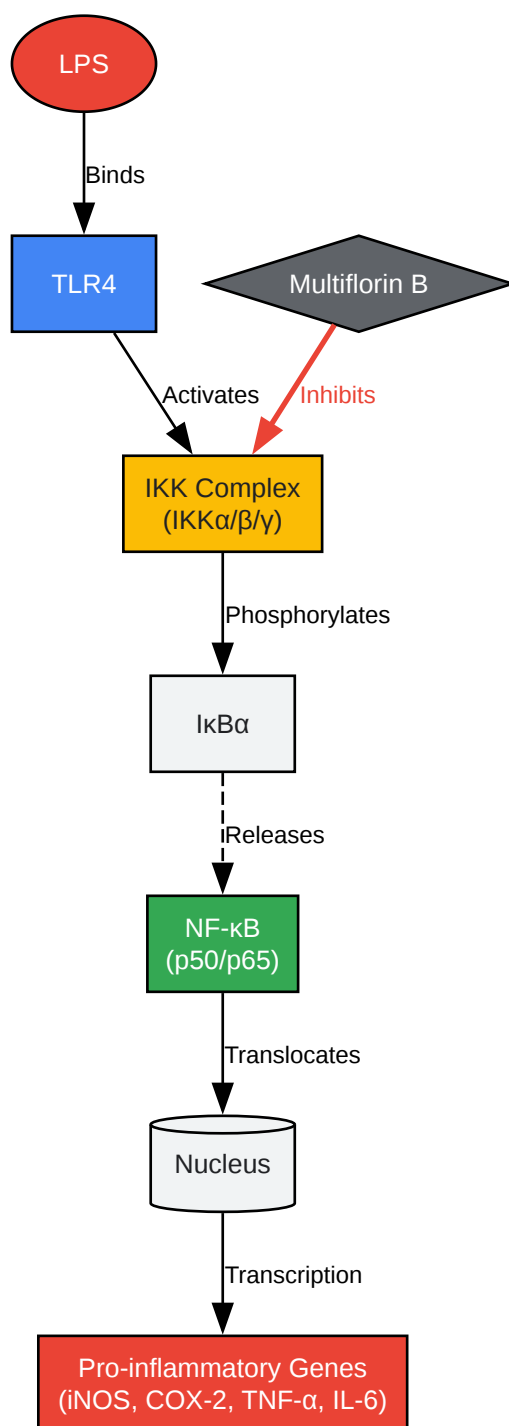 LPS
Binds
TLR4
Multiflorin B
Activates
Inhibits
IKK Complex
(IKKα/β/γ)
Phosphorylates
IκBα
Releases
NF-κB
(p50/p65)
Translocates
Nucleus
Transcription
Pro-inflammatory Genes
(iNOS, COX-2, TNF-α, IL-6)